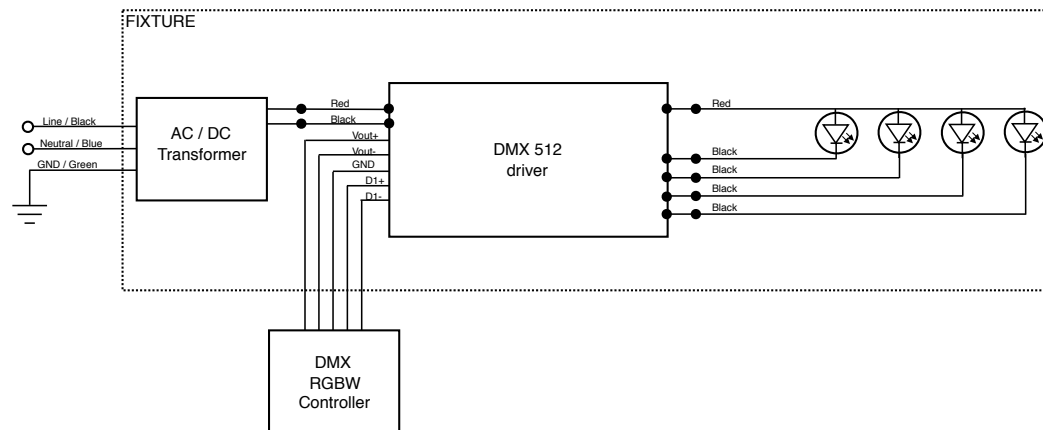 FIXTURE
Line / Black
Neutral / Blue
GND / Green
AC / DC
Transformer
Red
Black
Vout+
Vout-
GND
D1+
D1-
DMX 512
driver
Red
Black
Black
Black
Black
DMX
RGBW
Controller